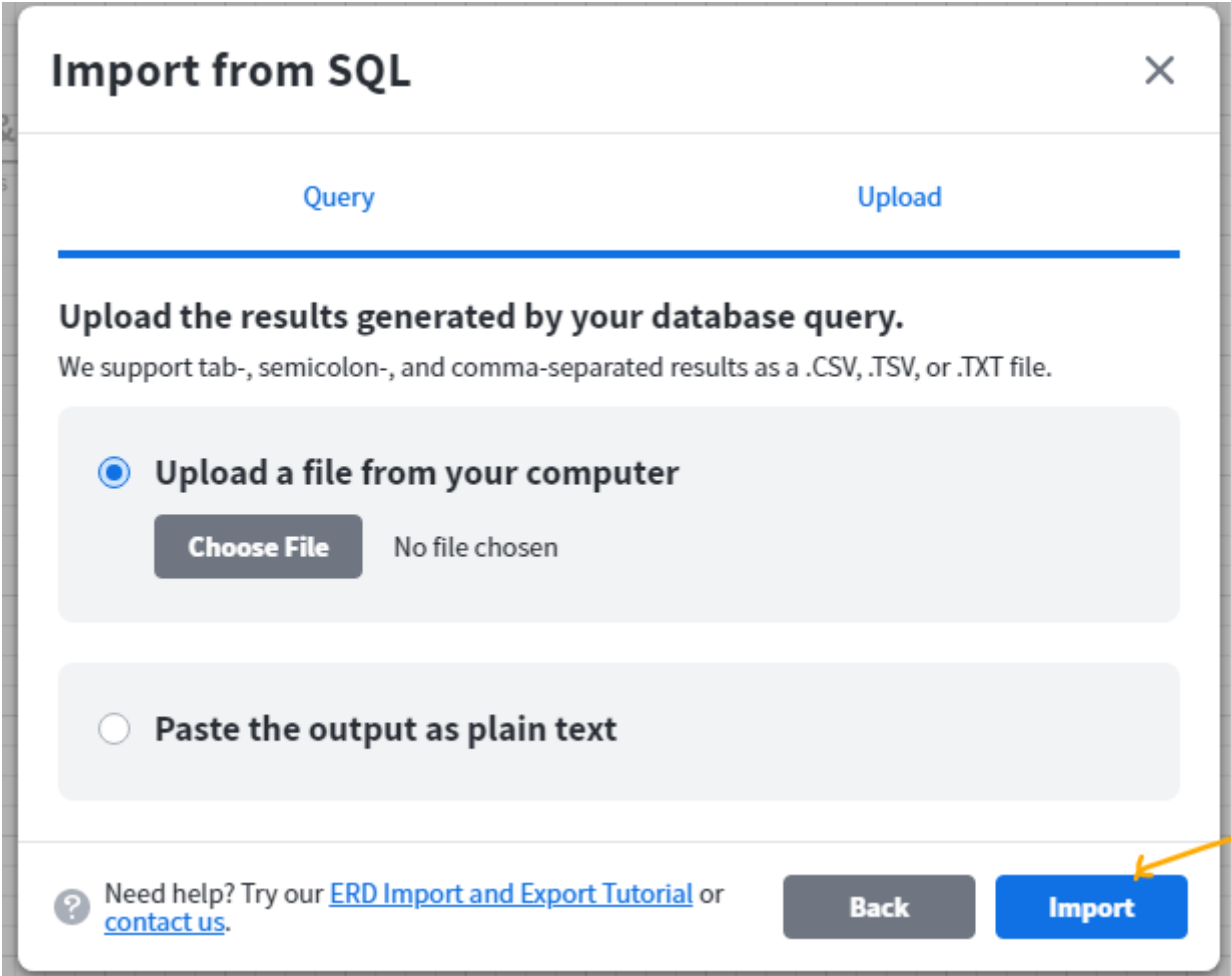 Import from SQL
Query
Upload
Upload the results generated by your database query.
We support tab-, semicolon-, and comma-separated results as a .CSV, .TSV, or .TXT file.
Upload a file from your computer
Choose File
No file chosen
Paste the output as plain text
Need help? Try our ERD Import and Export Tutorial or
contact us.
Back
Import